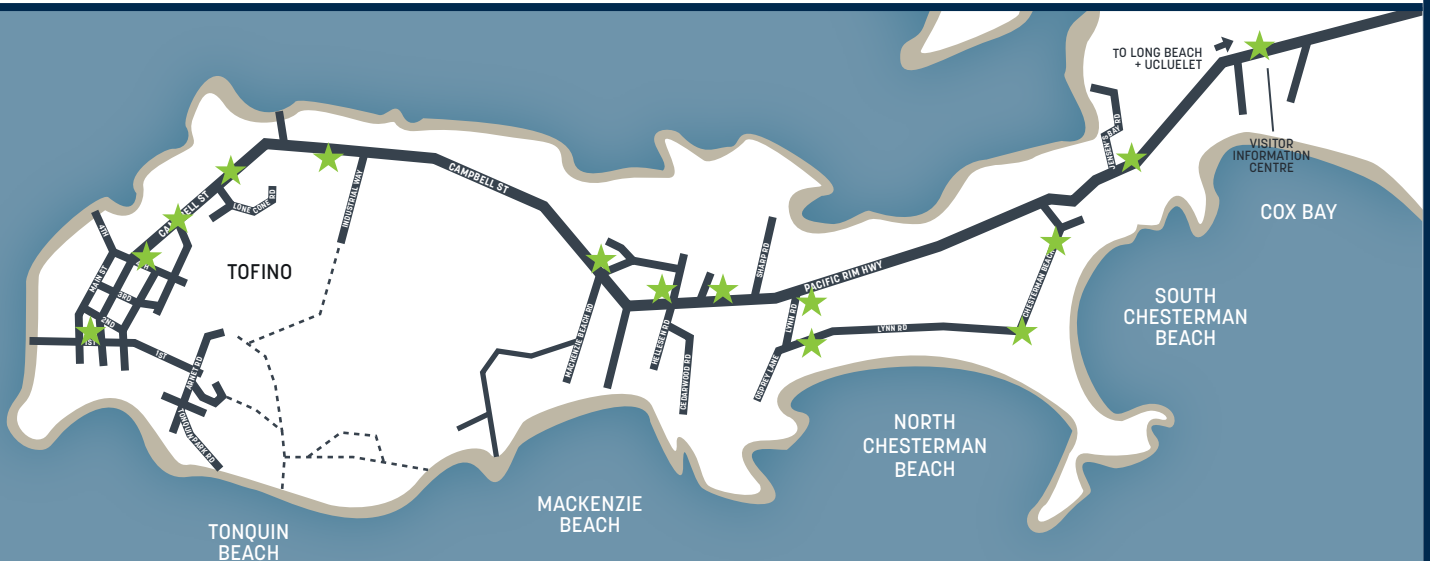 TO LONG BEACH
+ UCLUELET
VISITOR
INFORMATION
CENTRE
COX BAY
JENSEN'S BAY RD
CAMPBELL ST
INDUSTRIAL WAY
LONE CONE RD
CAMPBELL ST
4TH
MAIN ST
3RD
2ND
1ST
1ST
TOFINO
SHARP RD
PACIFIC RIM HWY
CHESTERMAN BEACH
LYNN RD
LYNN RD
OSPREY LANE
MACKENZIE BEACH RD
HELLESEN RD
CEDARWOOD RD
ARNET RD
TONQUIN PARK RD
SOUTH
CHESTERMAN
BEACH
NORTH
CHESTERMAN
BEACH
MACKENZIE
BEACH
TONQUIN
BEACH